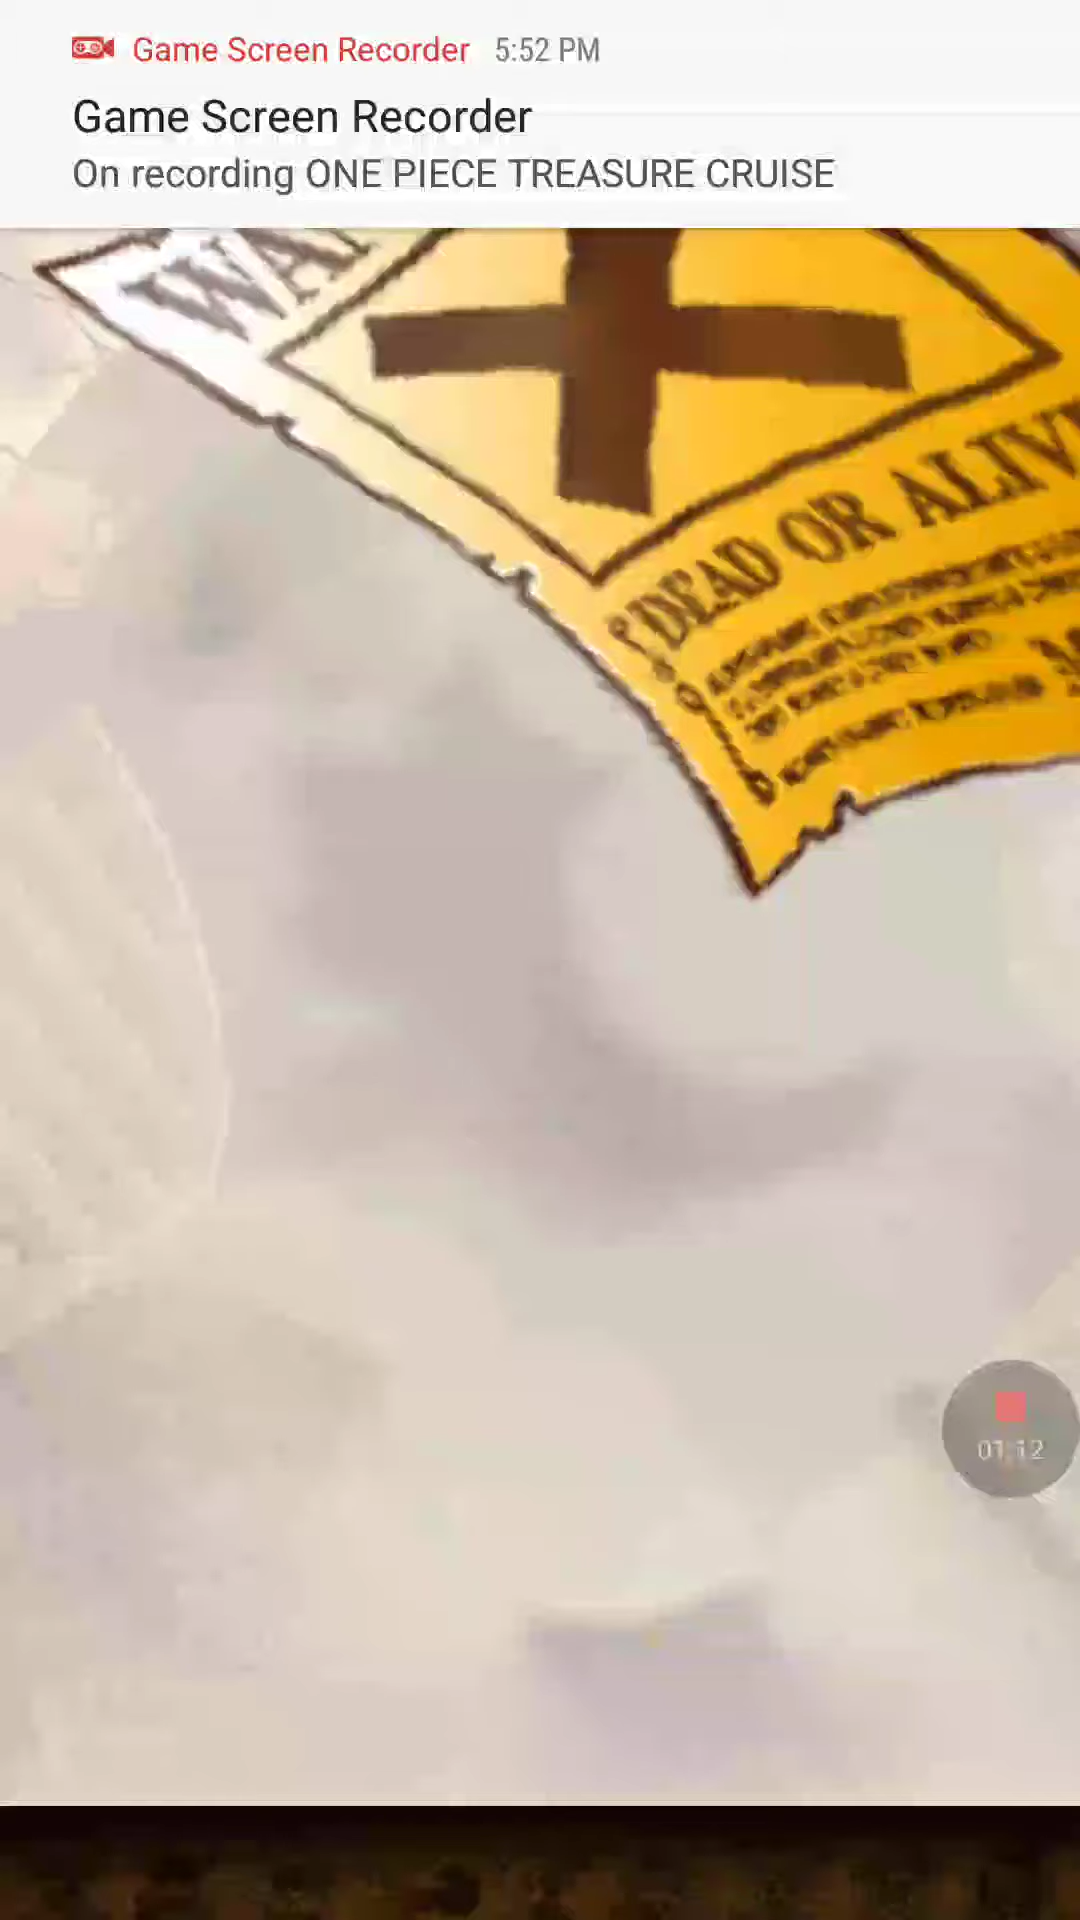 Game Screen Recorder 5:52 PM
Game Screen Recorder
On recording ONE PIECE TREASURE CRUISE
WA
DEAD OR ALIV
01:12